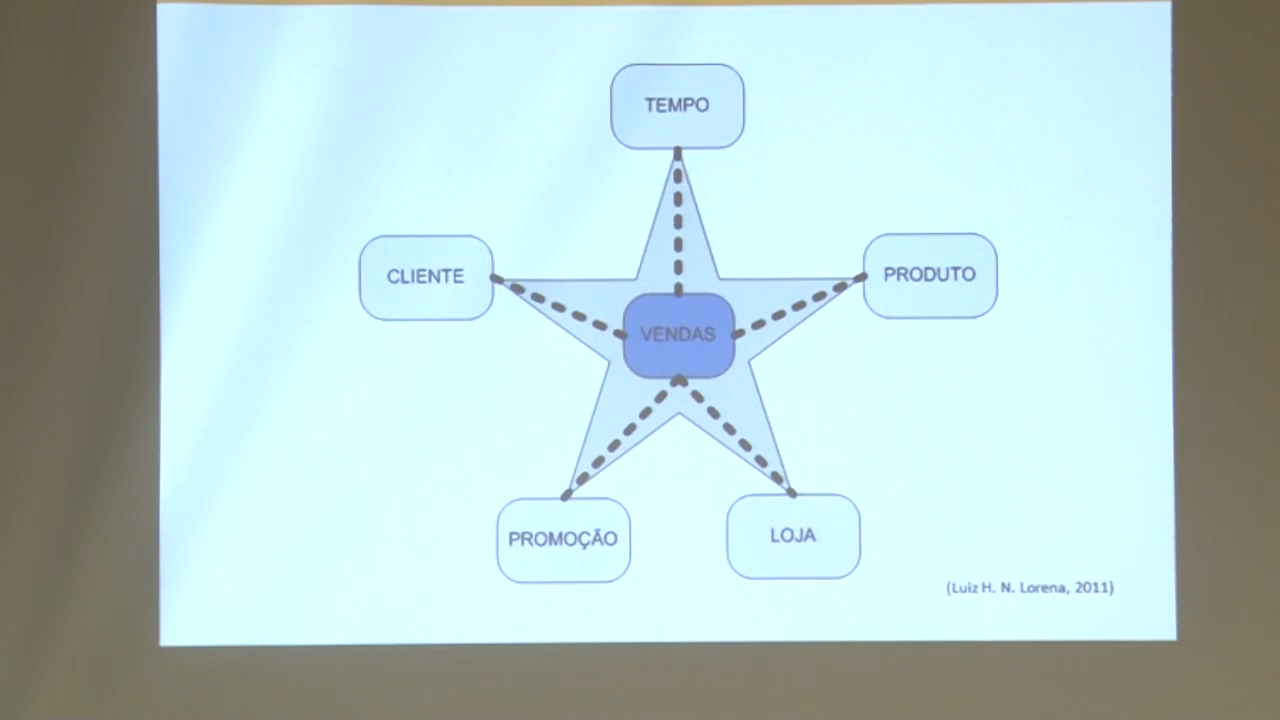 TEMPO
CLIENTE
PRODUTO
VENDAS
PROMOÇÃO
LOJA
(Luiz H. N. Lorena, 2011)